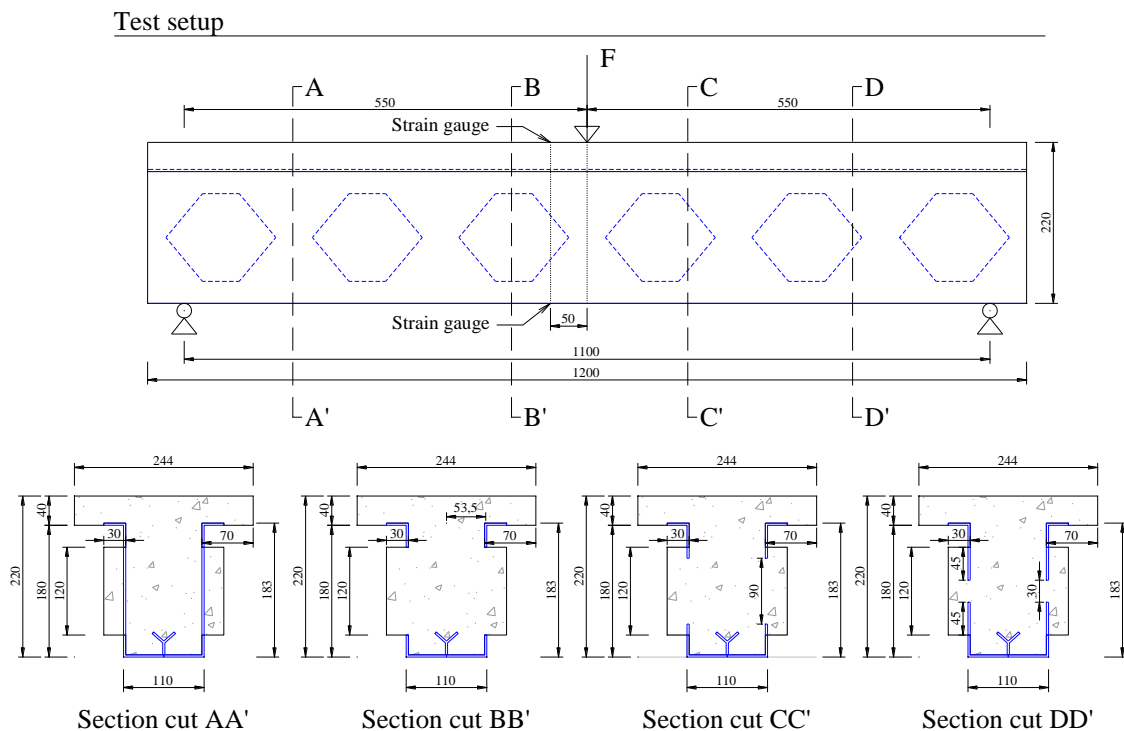 Test setup
F
A
B
C
D
550
550
Strain gauge
220
Strain gauge
50
1100
1200
A'
B'
C'
D'
244
244
244
244
40
30
70
220
180
120
183
110
40
53,5
30
70
220
180
120
183
110
40
30
70
220
180
120
90
183
110
40
30
70
45
220
180
120
30
45
183
110
Section cut AA'
Section cut BB'
Section cut CC'
Section cut DD'